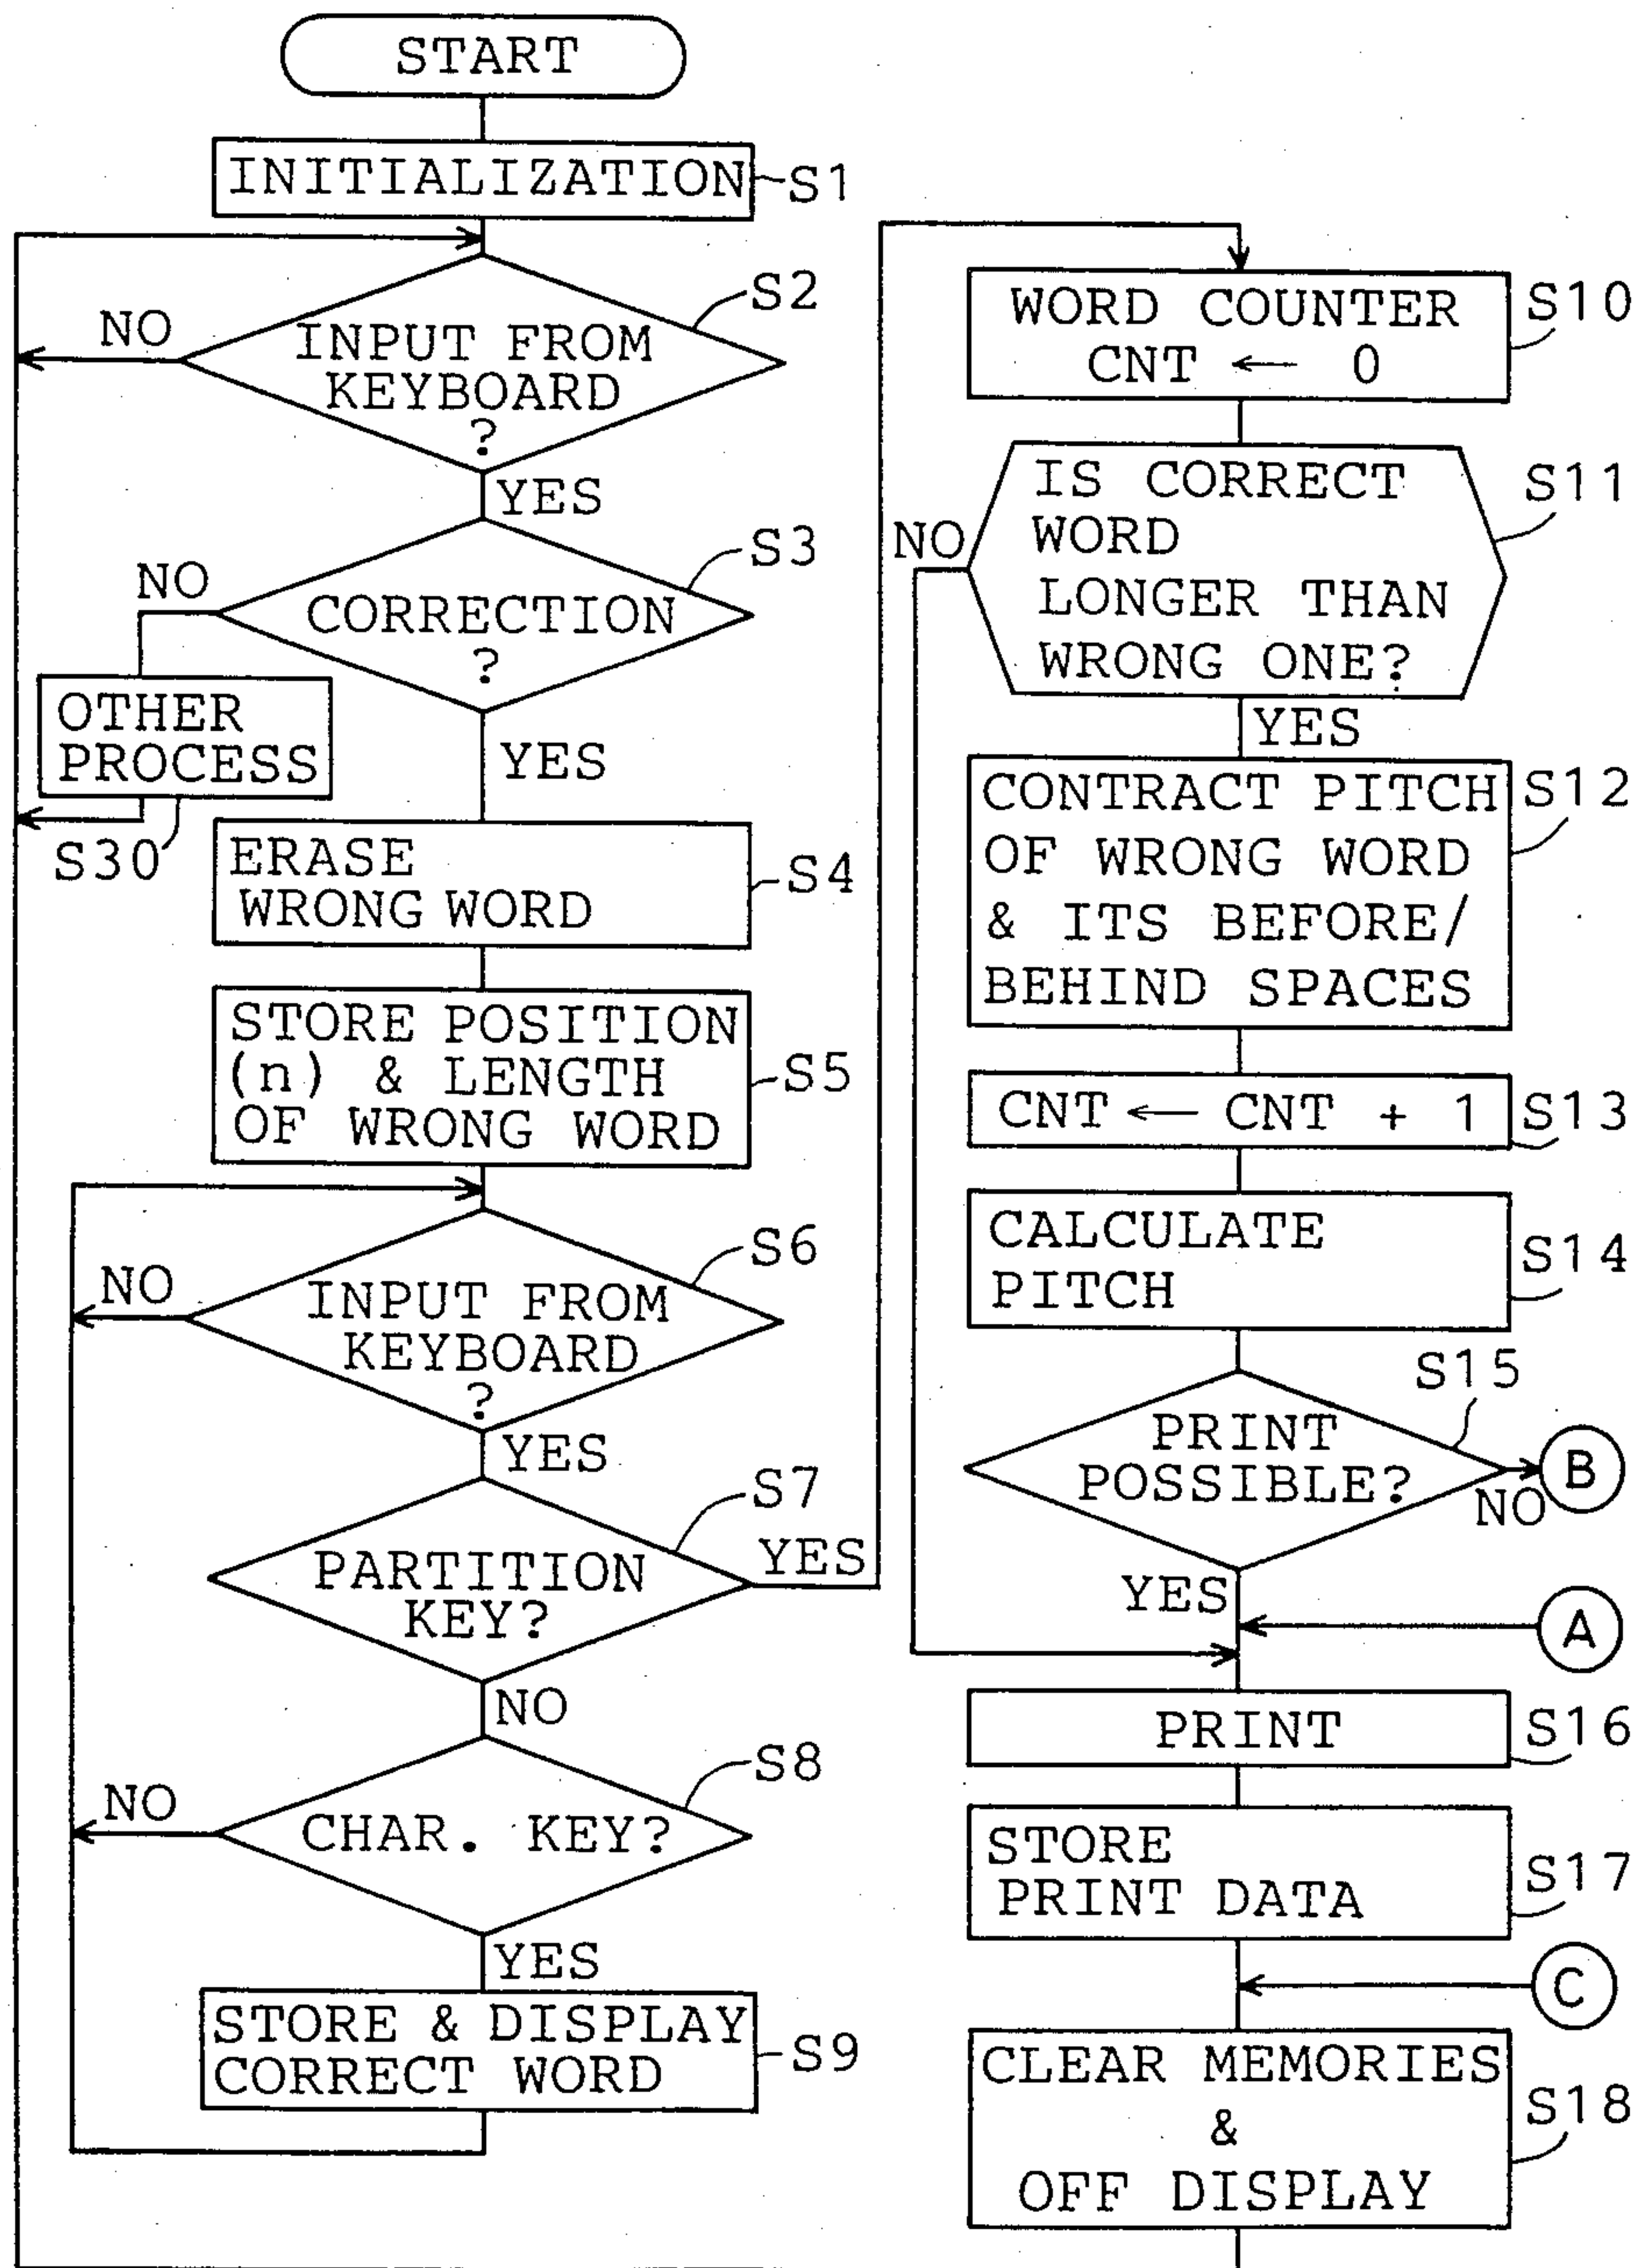 START
INITIALIZATION
S1
S2
NO
INPUT FROM
KEYBOARD
?
YES
S3
NO
CORRECTION
?
OTHER
PROCESS
YES
S30
ERASE
WRONG WORD
S4
STORE POSITION
(n) & LENGTH
OF WRONG WORD
S5
S6
NO
INPUT FROM
KEYBOARD
?
YES
S7
PARTITION
KEY?
YES
NO
S8
NO
CHAR. KEY?
YES
STORE & DISPLAY
CORRECT WORD
S9
WORD COUNTER
CNT ← 0
S10
IS CORRECT
WORD
LONGER THAN
WRONG ONE?
S11
NO
YES
CONTRACT PITCH
OF WRONG WORD
& ITS BEFORE/
BEHIND SPACES
S12
CNT ← CNT + 1
S13
CALCULATE
PITCH
S14
S15
PRINT
POSSIBLE?
B
NO
YES
A
PRINT
S16
STORE
PRINT DATA
S17
C
CLEAR MEMORIES
&
OFF DISPLAY
S18